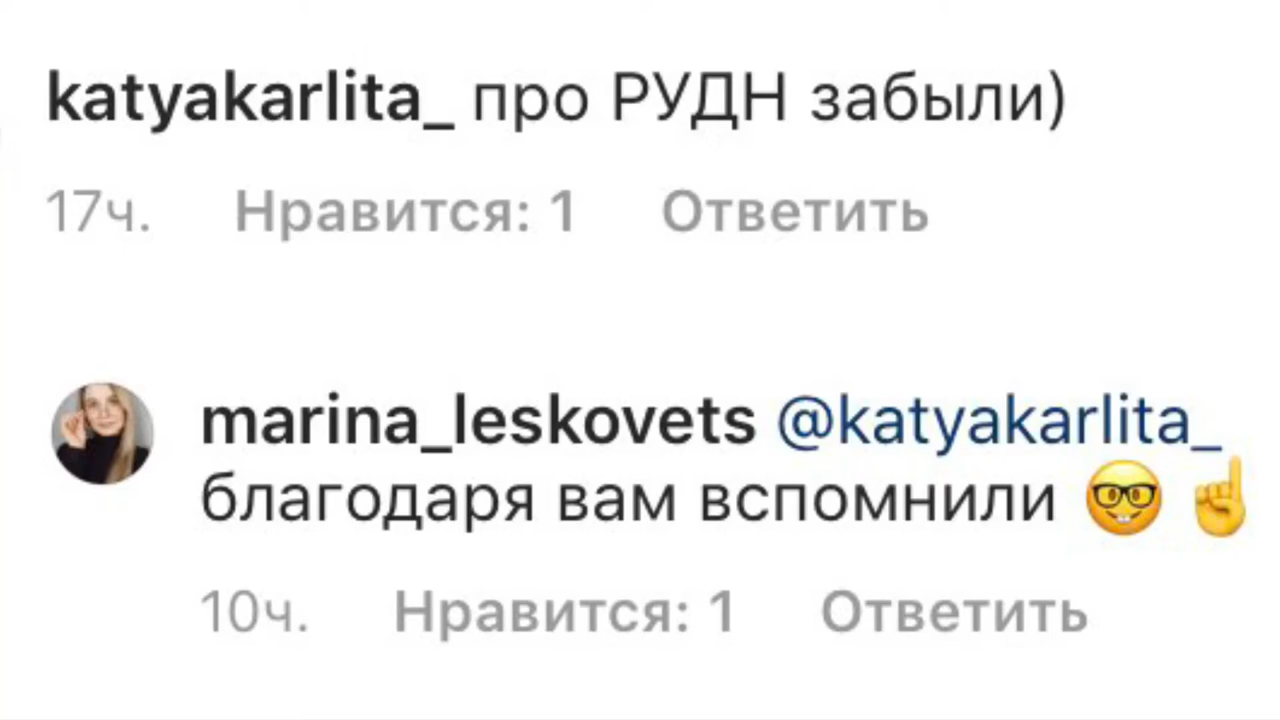 katyakarlita_ про РУДН забыли)
17ч. Нравится: 1 Ответить
marina_leskovets @katyakarlita_
благодаря вам вспомнили 🤓 ☝
10ч. Нравится: 1 Ответить